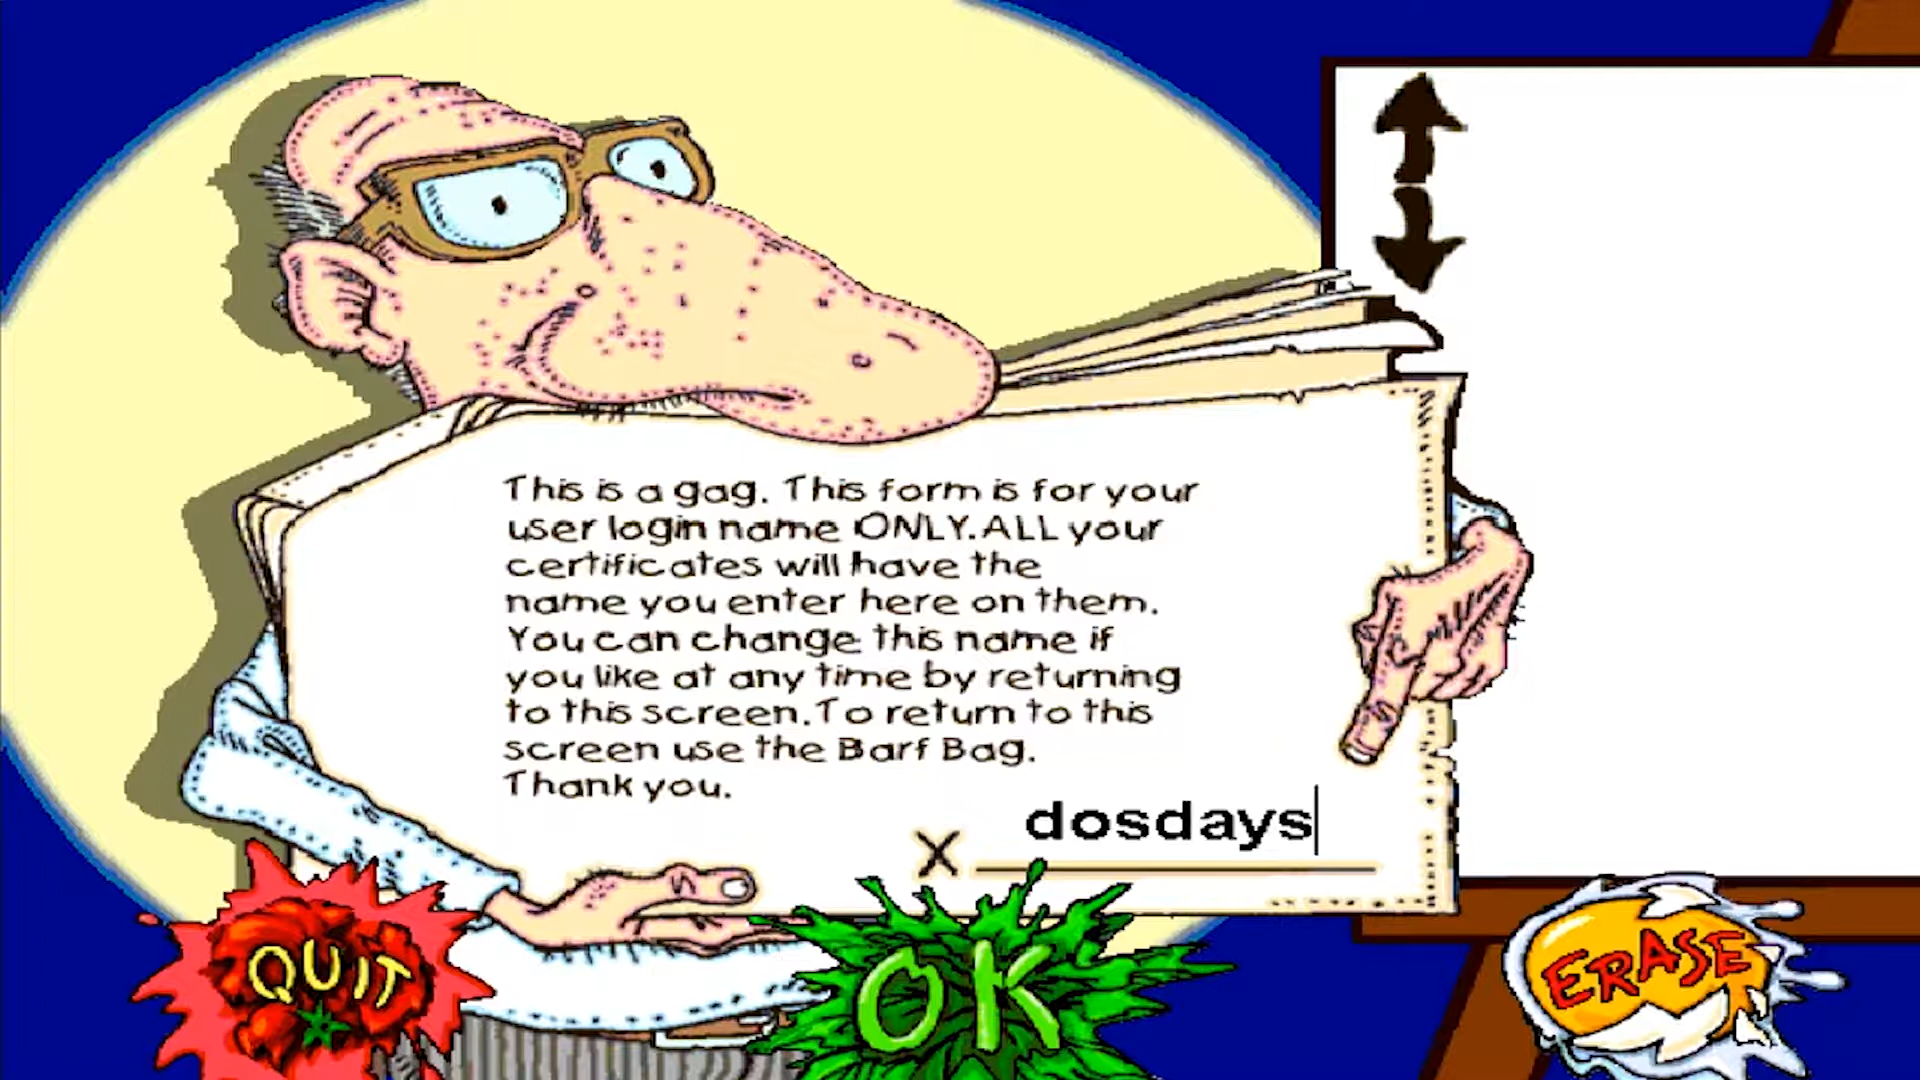 This is a gag. This form is for your
user login name ONLY.ALL your
certificates will have the
name you enter here on them.
You can change this name if
you like at any time by returning
to this screen.To return to this
screen use the Barf Bag.
Thank you.
X dosdays
QUIT
OK
ERASE